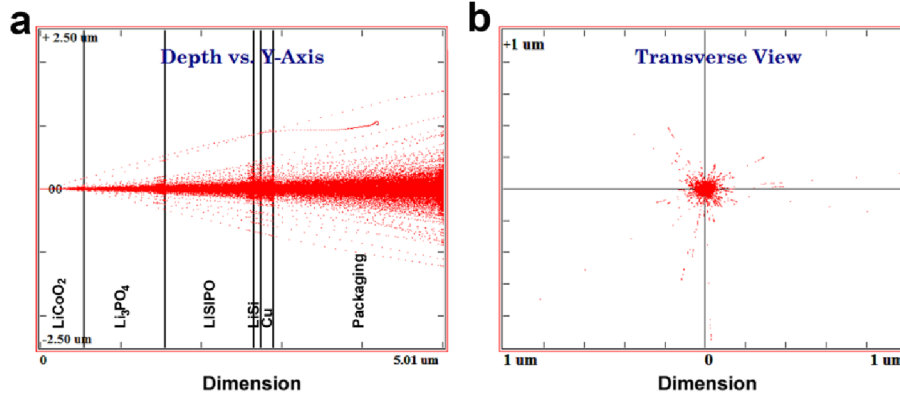 a
+ 2.50 um
Depth vs. Y-Axis
00
LiCoO₂
Li₃PO₄
LISIPO
LiSi
Cu
Packaging
-2.50 um
0
5.01 um
Dimension
b
+1 um
Transverse View
1 um
0
1 um
Dimension